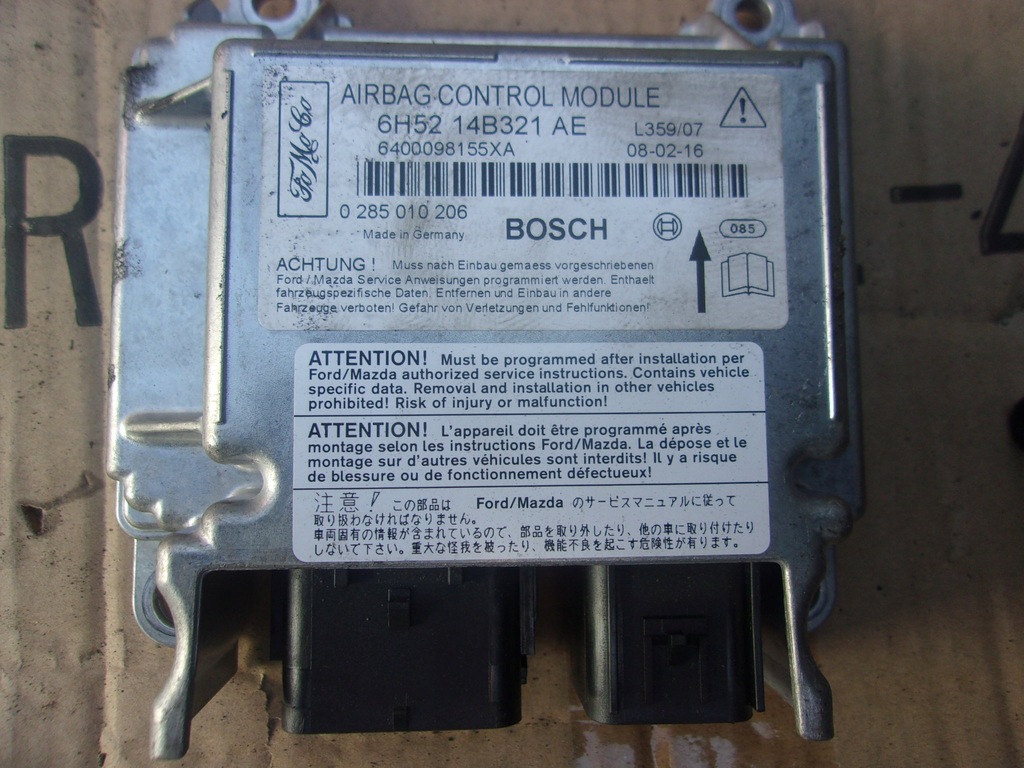 AIRBAG CONTROL MODULE
FoMoCo
6H52 14B321 AE
L359/07
6400098155XA
08-02-16
0 285 010 206
Made in Germany
BOSCH
085
ACHTUNG ! Muss nach Einbau gemaess vorgeschriebenen
Ford / Mazda Service Anweisungen programmiert werden. Enthaelt
fahrzeugspezifische Daten. Entfernen und Einbau in andere
Fahrzeuge verboten! Gefahr von Verletzungen und Fehlfunktionen!
ATTENTION! Must be programmed after installation per
Ford/Mazda authorized service instructions. Contains vehicle
specific data. Removal and installation in other vehicles
prohibited! Risk of injury or malfunction!
ATTENTION! L'appareil doit être programmé après
montage selon les instructions Ford/Mazda. La dépose et le
montage sur d'autres véhicules sont interdits! Il y a risque
de blessure ou de fonctionnement défectueux!
注意! この部品は Ford/Mazda のサービスマニュアルに従って
取り扱わなければなりません。
車両固有の情報が含まれているので、部品を取り外したり、他の車に取り付けたり
しないで下さい。重大な怪我を被ったり、機能不良を起こす危険性が有ります。
R
-4